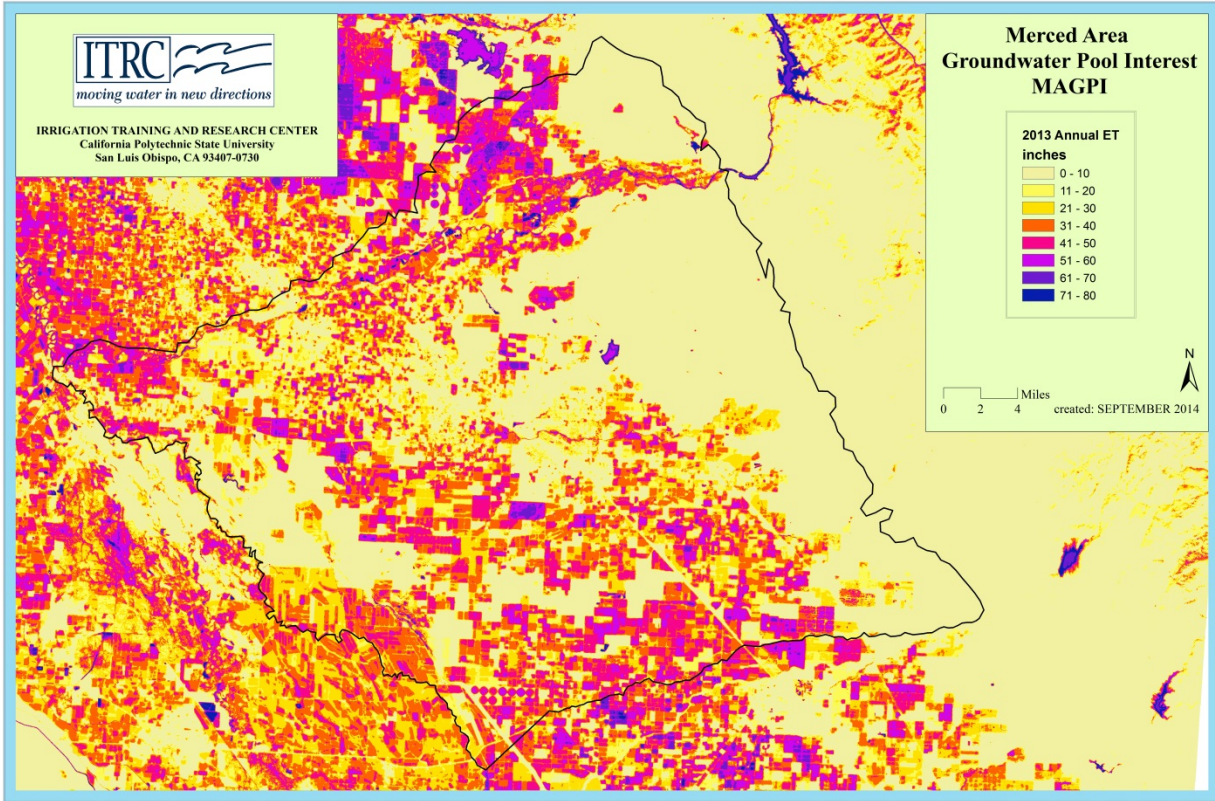 ITRC
moving water in new directions
IRRIGATION TRAINING AND RESEARCH CENTER
California Polytechnic State University
San Luis Obispo, CA 93407-0730
Merced Area
Groundwater Pool Interest
MAGPI
2013 Annual ET
inches
0 - 10
11 - 20
21 - 30
31 - 40
41 - 50
51 - 60
61 - 70
71 - 80
N
Miles
0 2 4
created: SEPTEMBER 2014